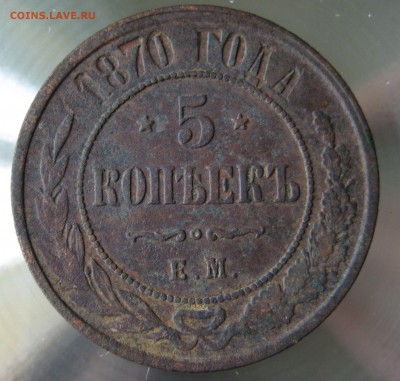 COINS.LAVE.RU
1870 ГОДА
5
КОПѢЕКЪ
Е.М.